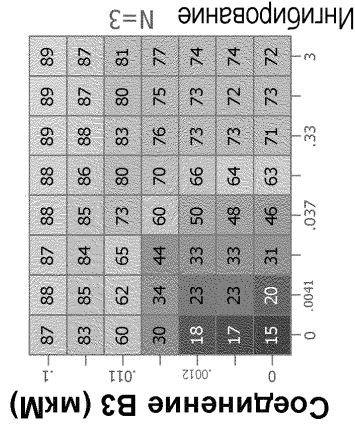 Ингибирование N=3
Соединение B3 (мкМ)
.1 87 88 87 88 88 89 89 89
83 85 84 85 86 88 87 87
.011 60 62 65 73 80 83 80 81
30 34 44 60 70 76 75 77
.0012 18 23 33 50 66 73 73 74
17 23 33 48 64 73 72 74
0 15 20 31 46 63 71 73 72
0 .0041 .037 .33 3